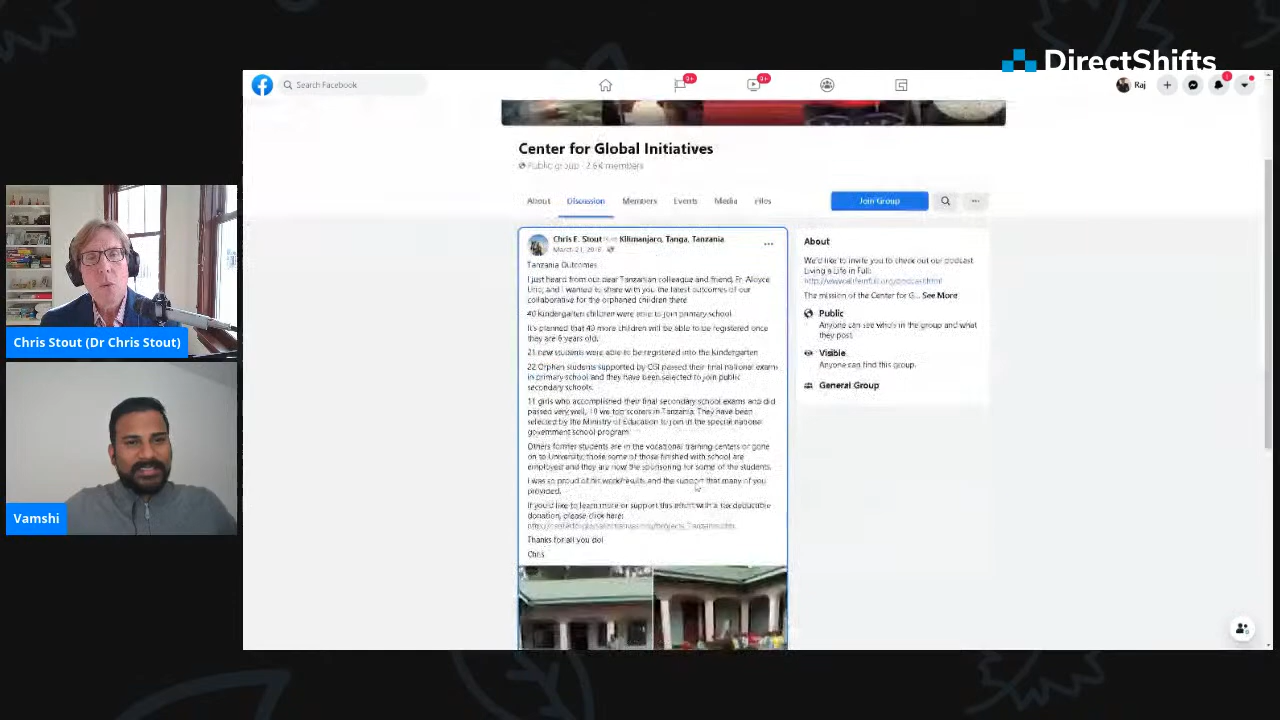 DirectShifts
Search Facebook
9+
9+
Raj
1
Center for Global Initiatives
Public group · 2.6K members
About
Discussion
Members
Events
Media
Files
Join Group
Chris E. Stout Kilimanjaro, Tanga, Tanzania
March 21,
Tanzania Outcomes
I just heard from our dear Tanzanian colleague and friend, Fr. Aloyce
Urio, and I wanted to share with you the latest outcomes of our
collaborative for the orphaned children there
40 kindergarten children were able to join primary school
It's planned that 40 more children will be able to be registered once
they are 6 years old.
21 new students were able to be registered into the kindergarten
22 Orphan students supported by CGI passed their final national exams
in primary school and they have been selected to join public
secondary schools.
11 girls who accomplished their final secondary school exams and did
passed very well, 10 we top scorers in Tanzania. They have been
selected by the Ministry of Education to join in the special national
government school program
Others former students are in the vocational training centers or gone
on to University, those some of those finished with school are
employed and they are now the sponsoring for some of the students.
I was so proud of his work/results and the support that many of you
provided.
If you'd like to learn more or support this effort with a tax deductible
donation, please click here:
Thanks for all you do!
Chris
About
We'd like to invite you to check out our podcast
Living a Life in Full:
The mission of the Center for G... See More
Public
Anyone can see who's in the group and what
they post.
Visible
Anyone can find this group.
General Group
Chris Stout (Dr Chris Stout)
Vamshi